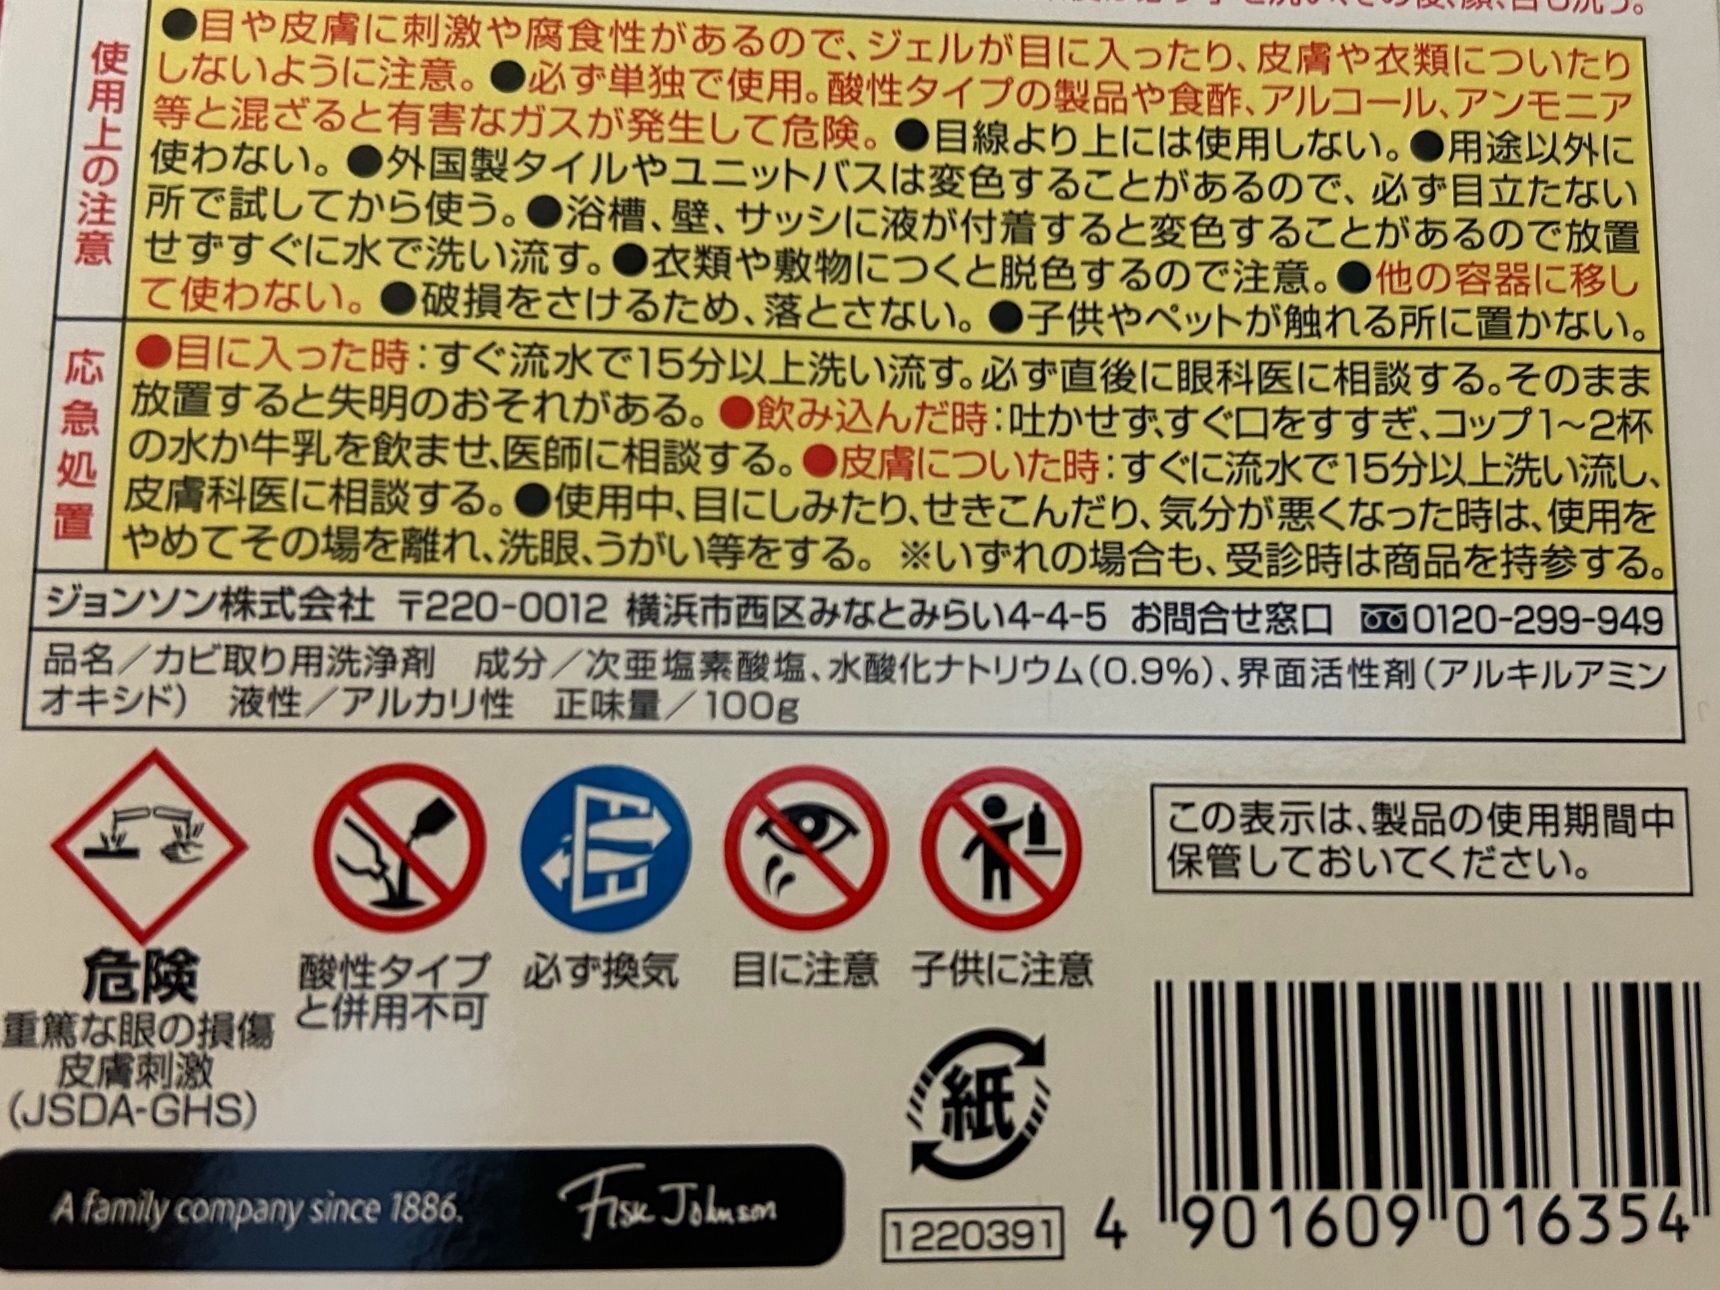 使用上の注意
●目や皮膚に刺激や腐食性があるので、ジェルが目に入ったり、皮膚や衣類についたり
しないように注意。●必ず単独で使用。酸性タイプの製品や食酢、アルコール、アンモニア
等と混ざると有害なガスが発生して危険。●目線より上には使用しない。●用途以外に
使わない。●外国製タイルやユニットバスは変色することがあるので、必ず目立たない
所で試してから使う。●浴槽、壁、サッシに液が付着すると変色することがあるので放置
せずすぐに水で洗い流す。●衣類や敷物につくと脱色するので注意。●他の容器に移し
て使わない。●破損をさけるため、落とさない。●子供やペットが触れる所に置かない。
応急処置
●目に入った時:すぐ流水で15分以上洗い流す。必ず直後に眼科医に相談する。そのまま
放置すると失明のおそれがある。●飲み込んだ時:吐かせず、すぐ口をすすぎ、コップ1〜2杯
の水か牛乳を飲ませ、医師に相談する。●皮膚についた時:すぐに流水で15分以上洗い流し、
皮膚科医に相談する。●使用中、目にしみたり、せきこんだり、気分が悪くなった時は、使用を
やめてその場を離れ、洗眼、うがい等をする。※いずれの場合も、受診時は商品を持参する。
ジョンソン株式会社 〒220-0012 横浜市西区みなとみらい4-4-5 お問合せ窓口 0120-299-949
品名/カビ取り用洗浄剤 成分/次亜塩素酸塩、水酸化ナトリウム(0.9%)、界面活性剤(アルキルアミン
オキシド) 液性/アルカリ性 正味量/100g
この表示は、製品の使用期間中
保管しておいてください。
危険
重篤な眼の損傷
皮膚刺激
(JSDA-GHS)
酸性タイプ
と併用不可
必ず換気
目に注意
子供に注意
紙
A family company since 1886.
Fisk Johnson
1220391
4 901609 016354